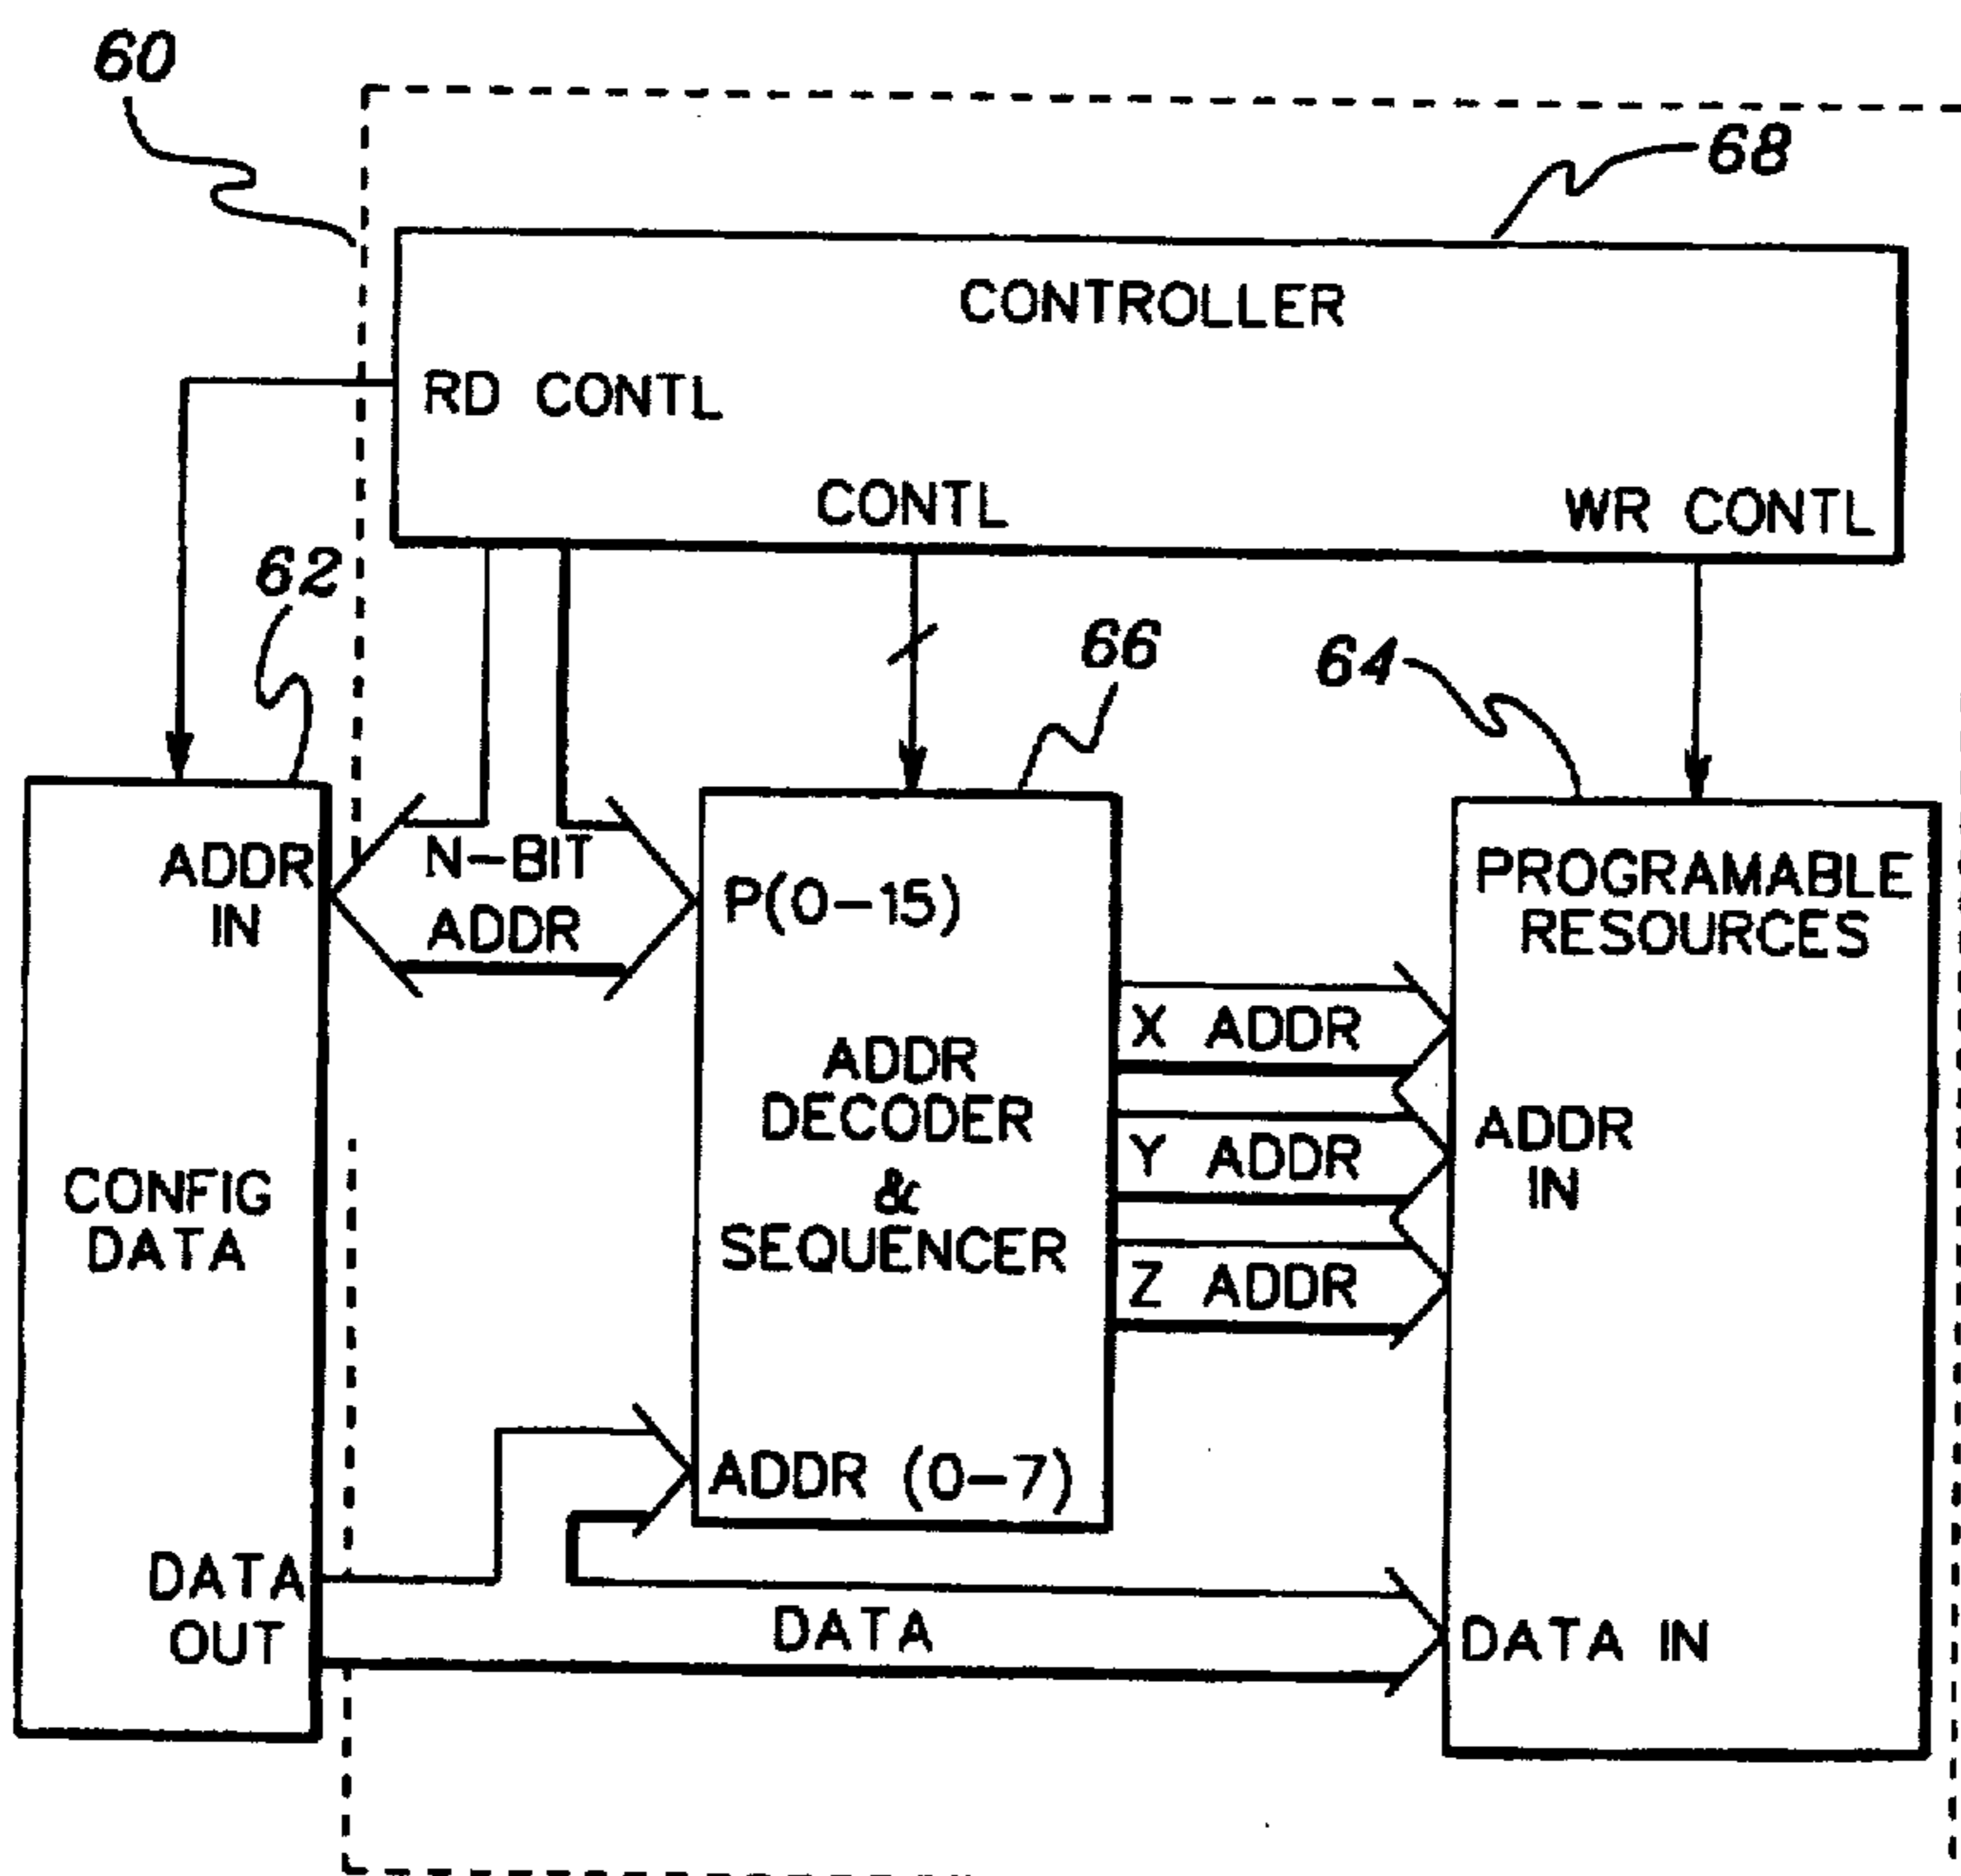 60
68
CONTROLLER
RD CONTL
CONTL
WR CONTL
62
66
64
ADDR
IN
N-BIT
ADDR
P(0-15)
PROGRAMABLE
RESOURCES
X ADDR
ADDR
DECODER
&
SEQUENCER
Y ADDR
ADDR
IN
CONFIG
DATA
Z ADDR
ADDR (0-7)
DATA
OUT
DATA
DATA IN